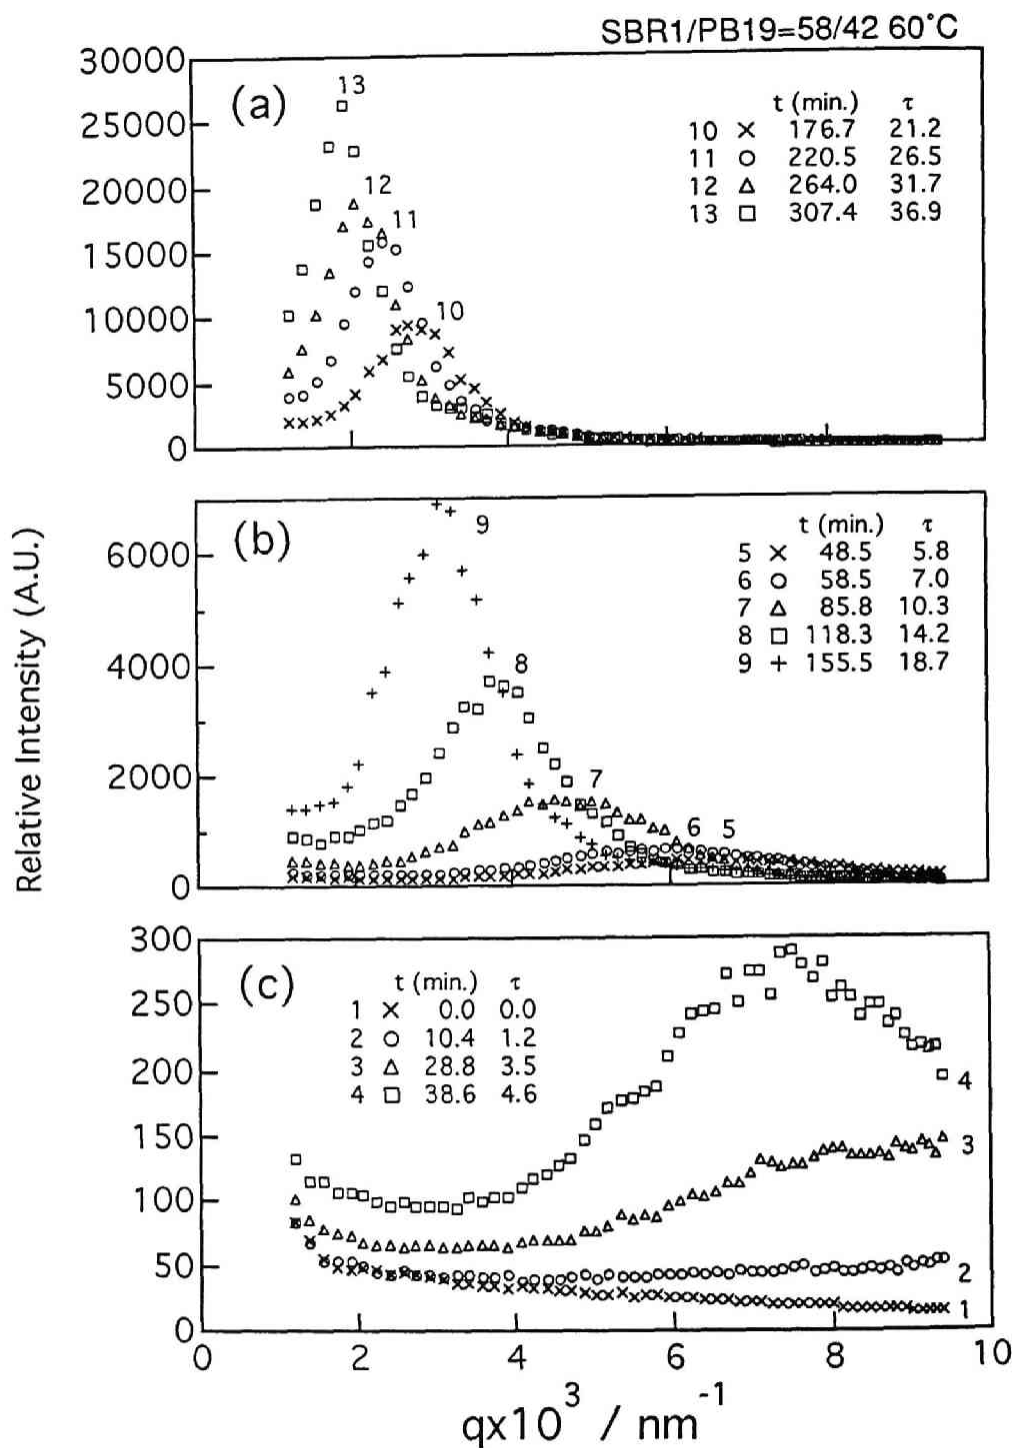 SBR1/PB19=58/42 60°C
30000
25000
20000
15000
10000
5000
0
(a)
13
12
11
10
t (min.) τ
10 × 176.7 21.2
11 ○ 220.5 26.5
12 △ 264.0 31.7
13 □ 307.4 36.9
Relative Intensity (A.U.)
6000
4000
2000
0
(b)
9
8
7
6 5
t (min.) τ
5 × 48.5 5.8
6 ○ 58.5 7.0
7 △ 85.8 10.3
8 □ 118.3 14.2
9 + 155.5 18.7
300
250
200
150
100
50
0
(c)
t (min.) τ
1 × 0.0 0.0
2 ○ 10.4 1.2
3 △ 28.8 3.5
4 □ 38.6 4.6
4
3
2
1
0 2 4 6 8 10
qx10³ / nm⁻¹